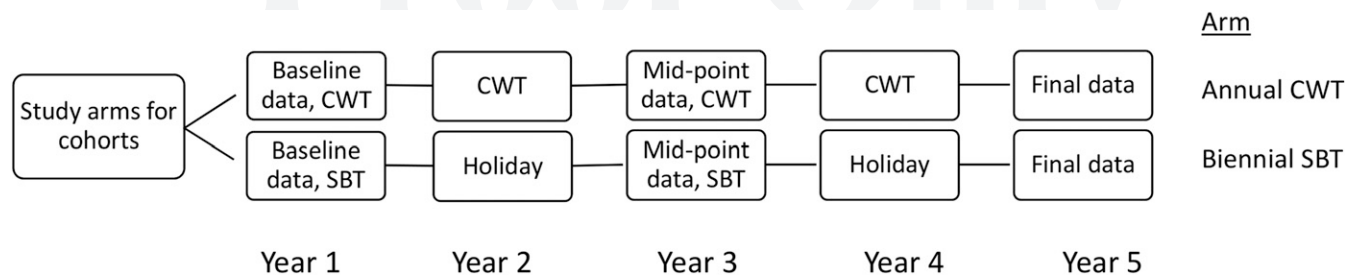 Arm
Study arms for
cohorts
Baseline
data, CWT
CWT
Mid-point
data, CWT
CWT
Final data
Annual CWT
Baseline
data, SBT
Holiday
Mid-point
data, SBT
Holiday
Final data
Biennial SBT
Year 1
Year 2
Year 3
Year 4
Year 5